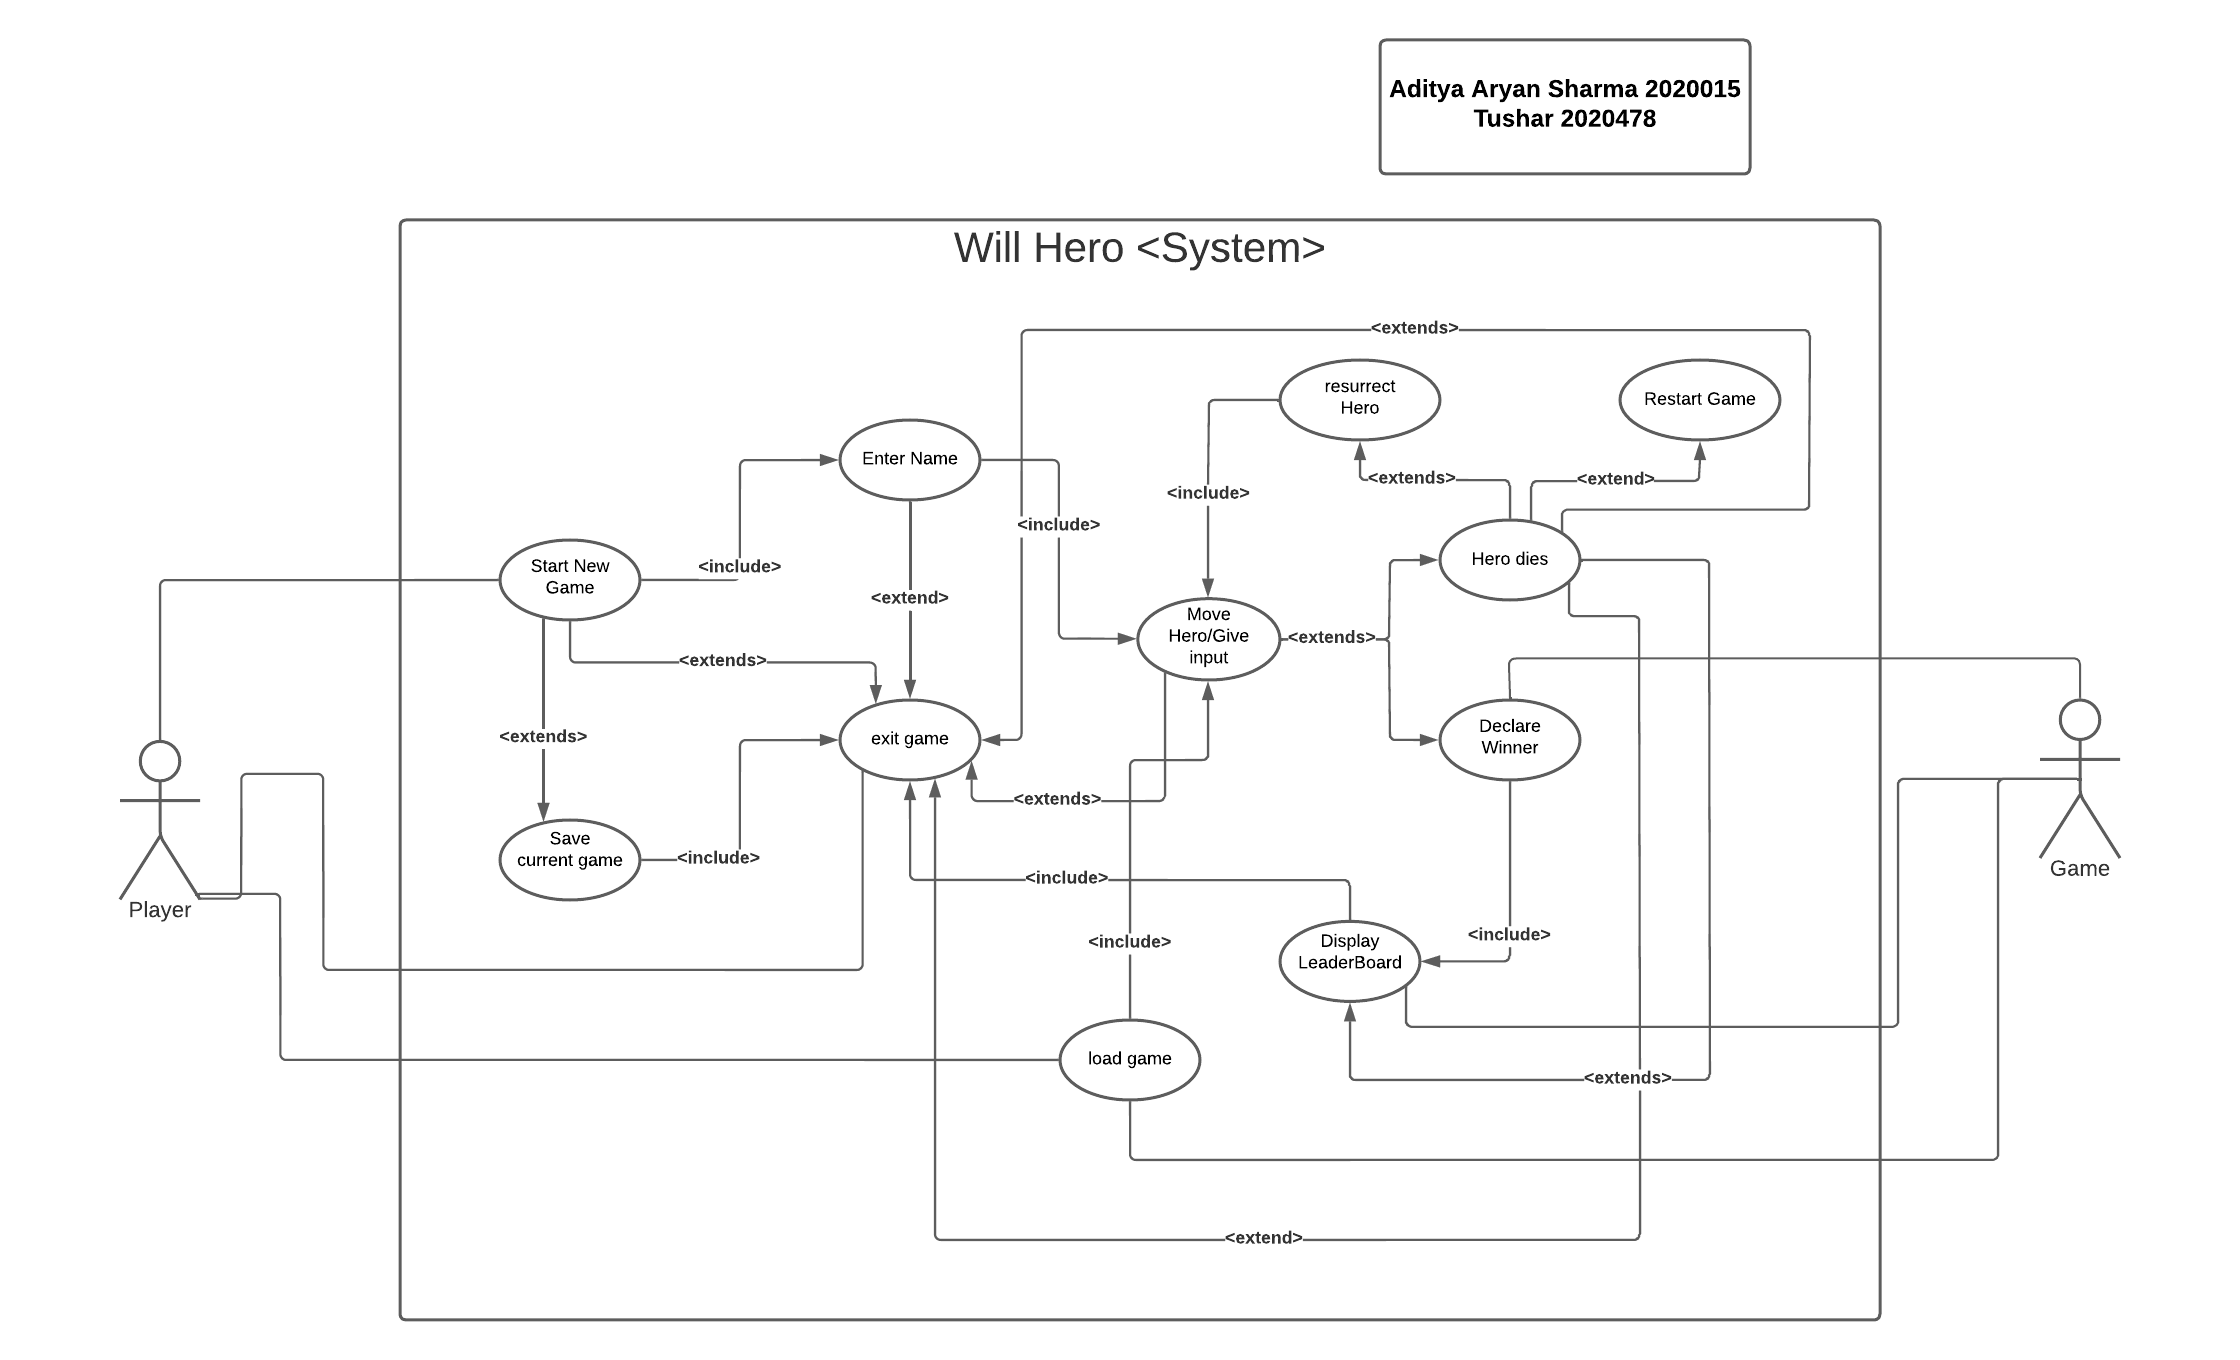 Aditya Aryan Sharma 2020015
Tushar 2020478
Will Hero <System>
<extends>
resurrect
Hero
Restart Game
Enter Name
<extends>
<extend>
<include>
<include>
<include>
Start New
Game
Hero dies
<extend>
Move
Hero/Give
input
<extends>
<extends>
<extends>
exit game
Declare
Winner
<extends>
Save
current game
<include>
<include>
Player
Game
<include>
<include>
Display
LeaderBoard
load game
<extends>
<extend>